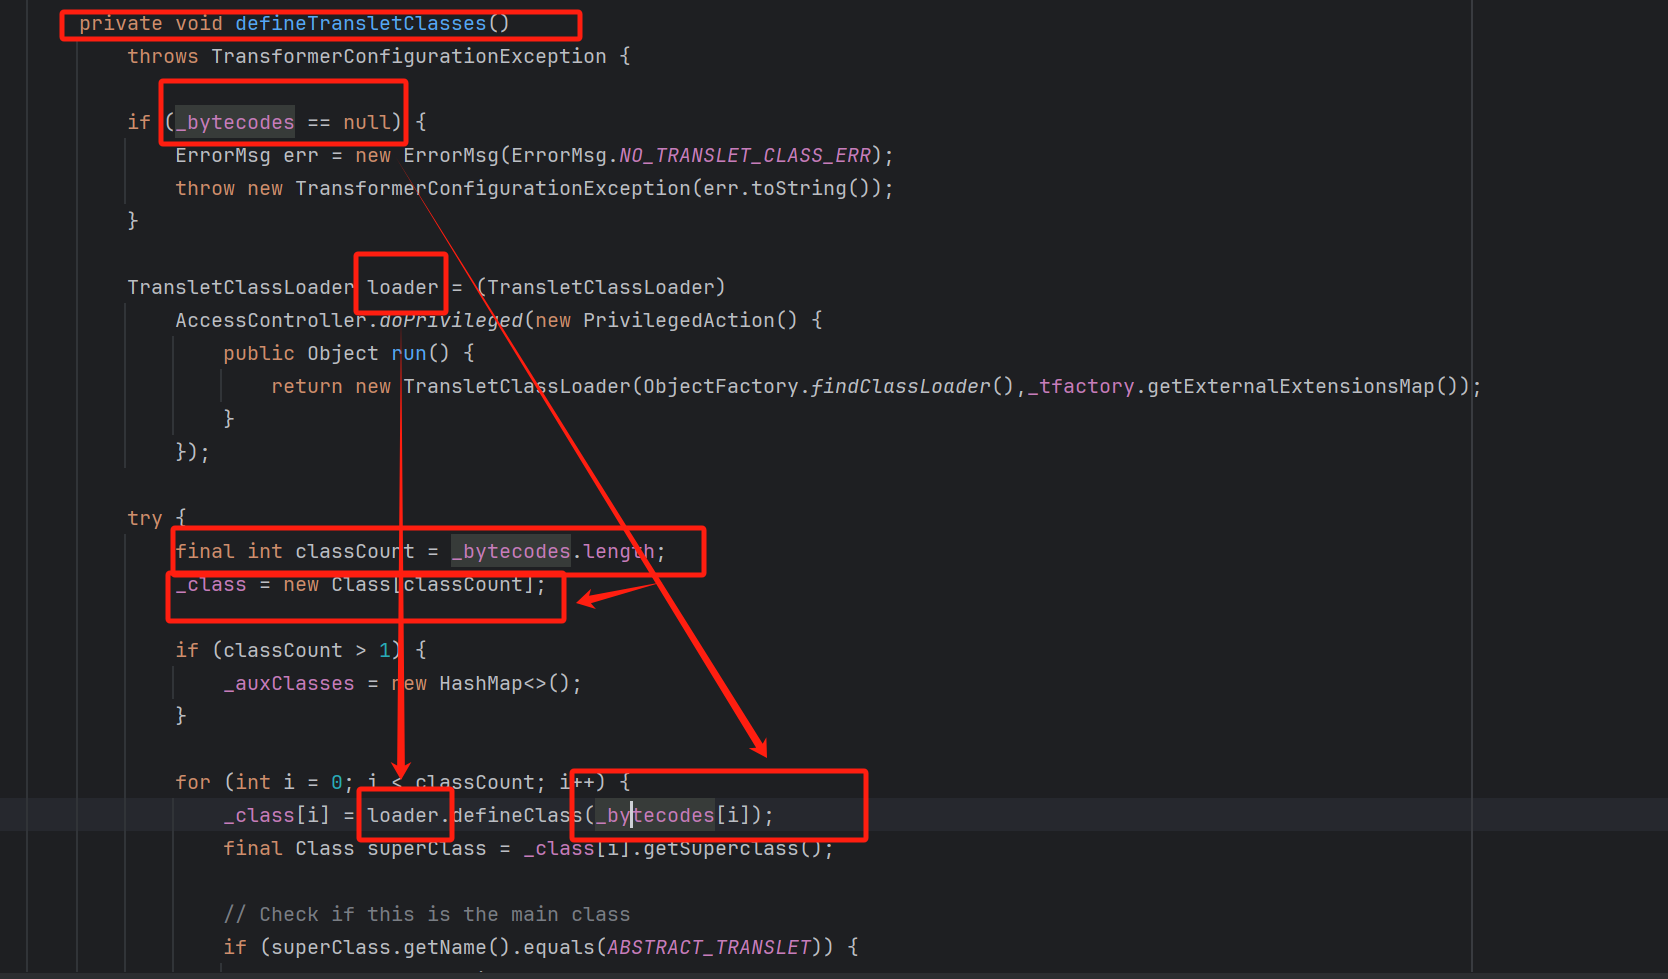 private void defineTransletClasses()
throws TransformerConfigurationException {
if (_bytecodes == null) {
ErrorMsg err = new ErrorMsg(ErrorMsg.NO_TRANSLET_CLASS_ERR);
throw new TransformerConfigurationException(err.toString());
}
TransletClassLoader loader = (TransletClassLoader)
AccessController.doPrivileged(new PrivilegedAction() {
public Object run() {
return new TransletClassLoader(ObjectFactory.findClassLoader(),_tfactory.getExternalExtensionsMap());
}
});
try {
final int classCount = _bytecodes.length;
_class = new Class[classCount];
if (classCount > 1) {
_auxClasses = new HashMap<>();
}
for (int i = 0; i < classCount; i++) {
_class[i] = loader.defineClass(_bytecodes[i]);
final Class superClass = _class[i].getSuperclass();
// Check if this is the main class
if (superClass.getName().equals(ABSTRACT_TRANSLET)) {